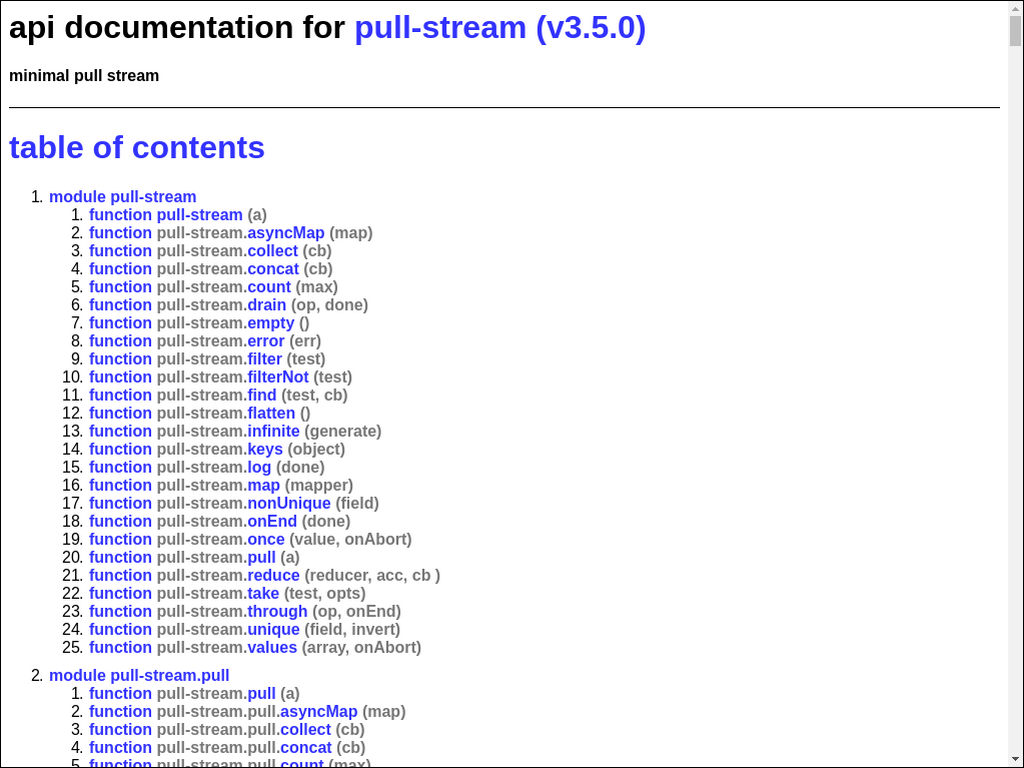 api documentation for pull-stream (v3.5.0)
minimal pull stream
table of contents
1. module pull-stream
1. function pull-stream (a)
2. function pull-stream.asyncMap (map)
3. function pull-stream.collect (cb)
4. function pull-stream.concat (cb)
5. function pull-stream.count (max)
6. function pull-stream.drain (op, done)
7. function pull-stream.empty ()
8. function pull-stream.error (err)
9. function pull-stream.filter (test)
10. function pull-stream.filterNot (test)
11. function pull-stream.find (test, cb)
12. function pull-stream.flatten ()
13. function pull-stream.infinite (generate)
14. function pull-stream.keys (object)
15. function pull-stream.log (done)
16. function pull-stream.map (mapper)
17. function pull-stream.nonUnique (field)
18. function pull-stream.onEnd (done)
19. function pull-stream.once (value, onAbort)
20. function pull-stream.pull (a)
21. function pull-stream.reduce (reducer, acc, cb )
22. function pull-stream.take (test, opts)
23. function pull-stream.through (op, onEnd)
24. function pull-stream.unique (field, invert)
25. function pull-stream.values (array, onAbort)
2. module pull-stream.pull
1. function pull-stream.pull (a)
2. function pull-stream.pull.asyncMap (map)
3. function pull-stream.pull.collect (cb)
4. function pull-stream.pull.concat (cb)
5. function pull-stream.pull.count (max)